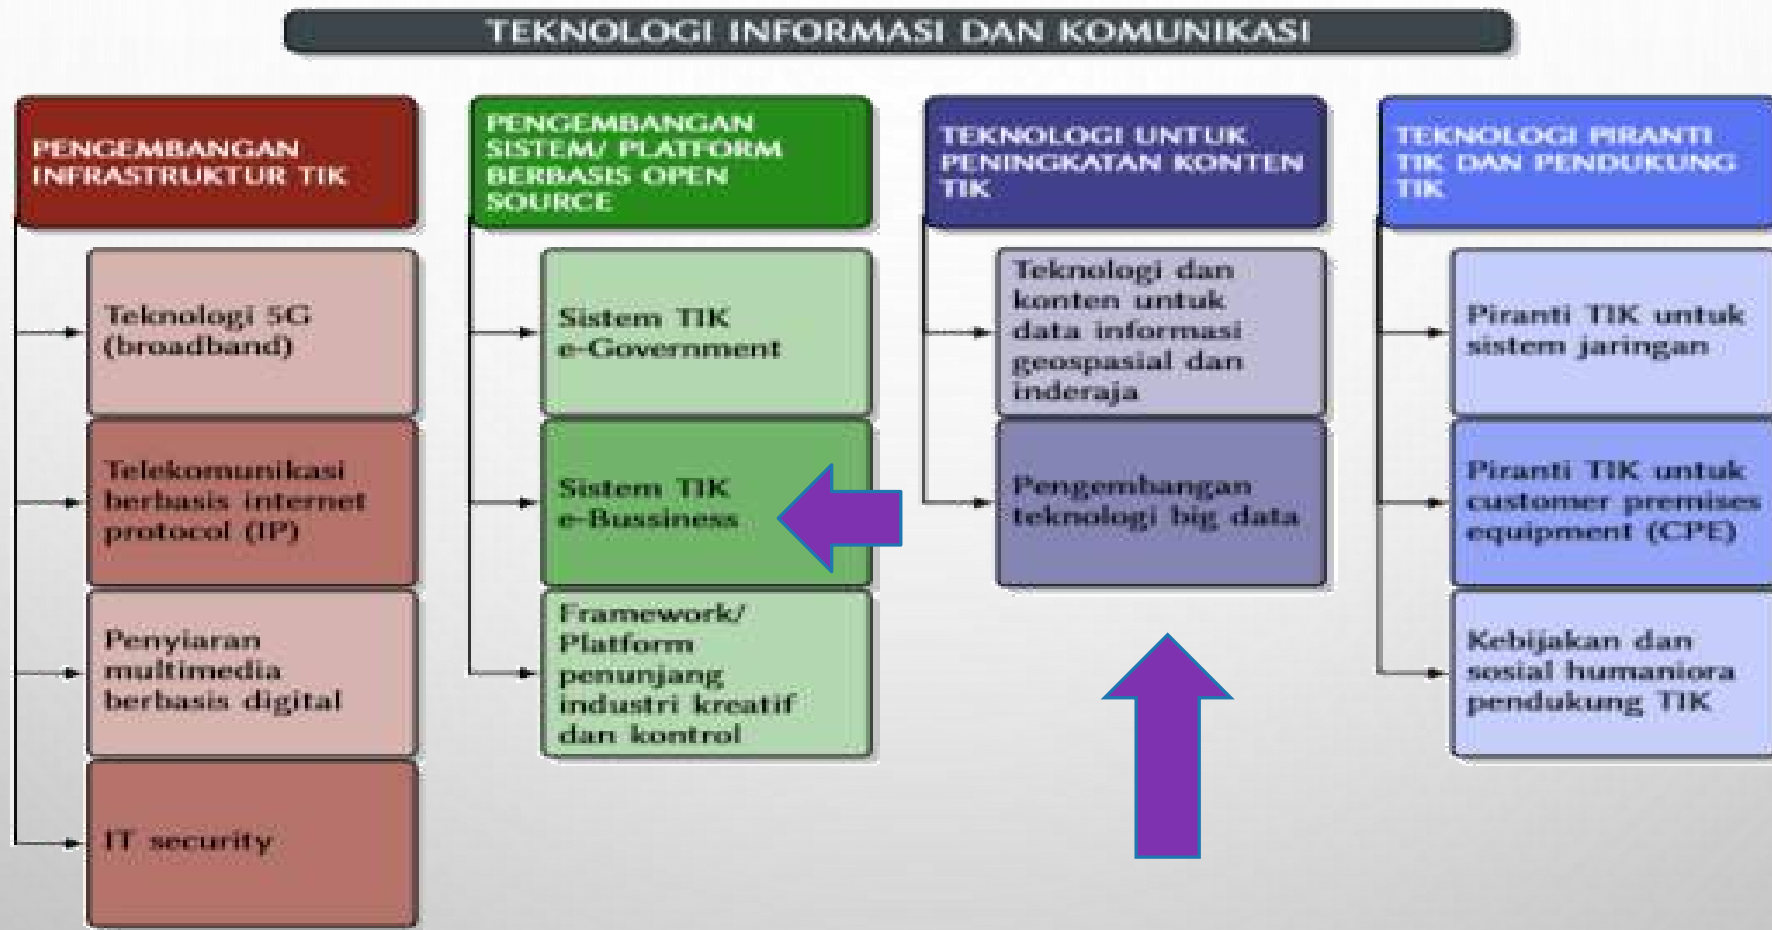 TEKNOLOGI INFORMASI DAN KOMUNIKASI
PENGEMBANGAN
INFRASTRUKTUR TIK
Teknologi 5G
(broadband)
Telekomunikasi
berbasis internet
protocol (IP)
Penyiaran
multimedia
berbasis digital
IT security
PENGEMBANGAN
SISTEM/ PLATFORM
BERBASIS OPEN
SOURCE
Sistem TIK
e-Government
Sistem TIK
e-Bussiness
Framework/
Platform
penunjang
industri kreatif
dan kontrol
TEKNOLOGI UNTUK
PENINGKATAN KONTEN
TIK
Teknologi dan
konten untuk
data informasi
geospasial dan
inderaja
Pengembangan
teknologi big data
TEKNOLOGI PIRANTI
TIK DAN PENDUKUNG
TIK
Piranti TIK untuk
sistem jaringan
Piranti TIK untuk
customer premises
equipment (CPE)
Kebijakan dan
sosial humaniora
pendukung TIK